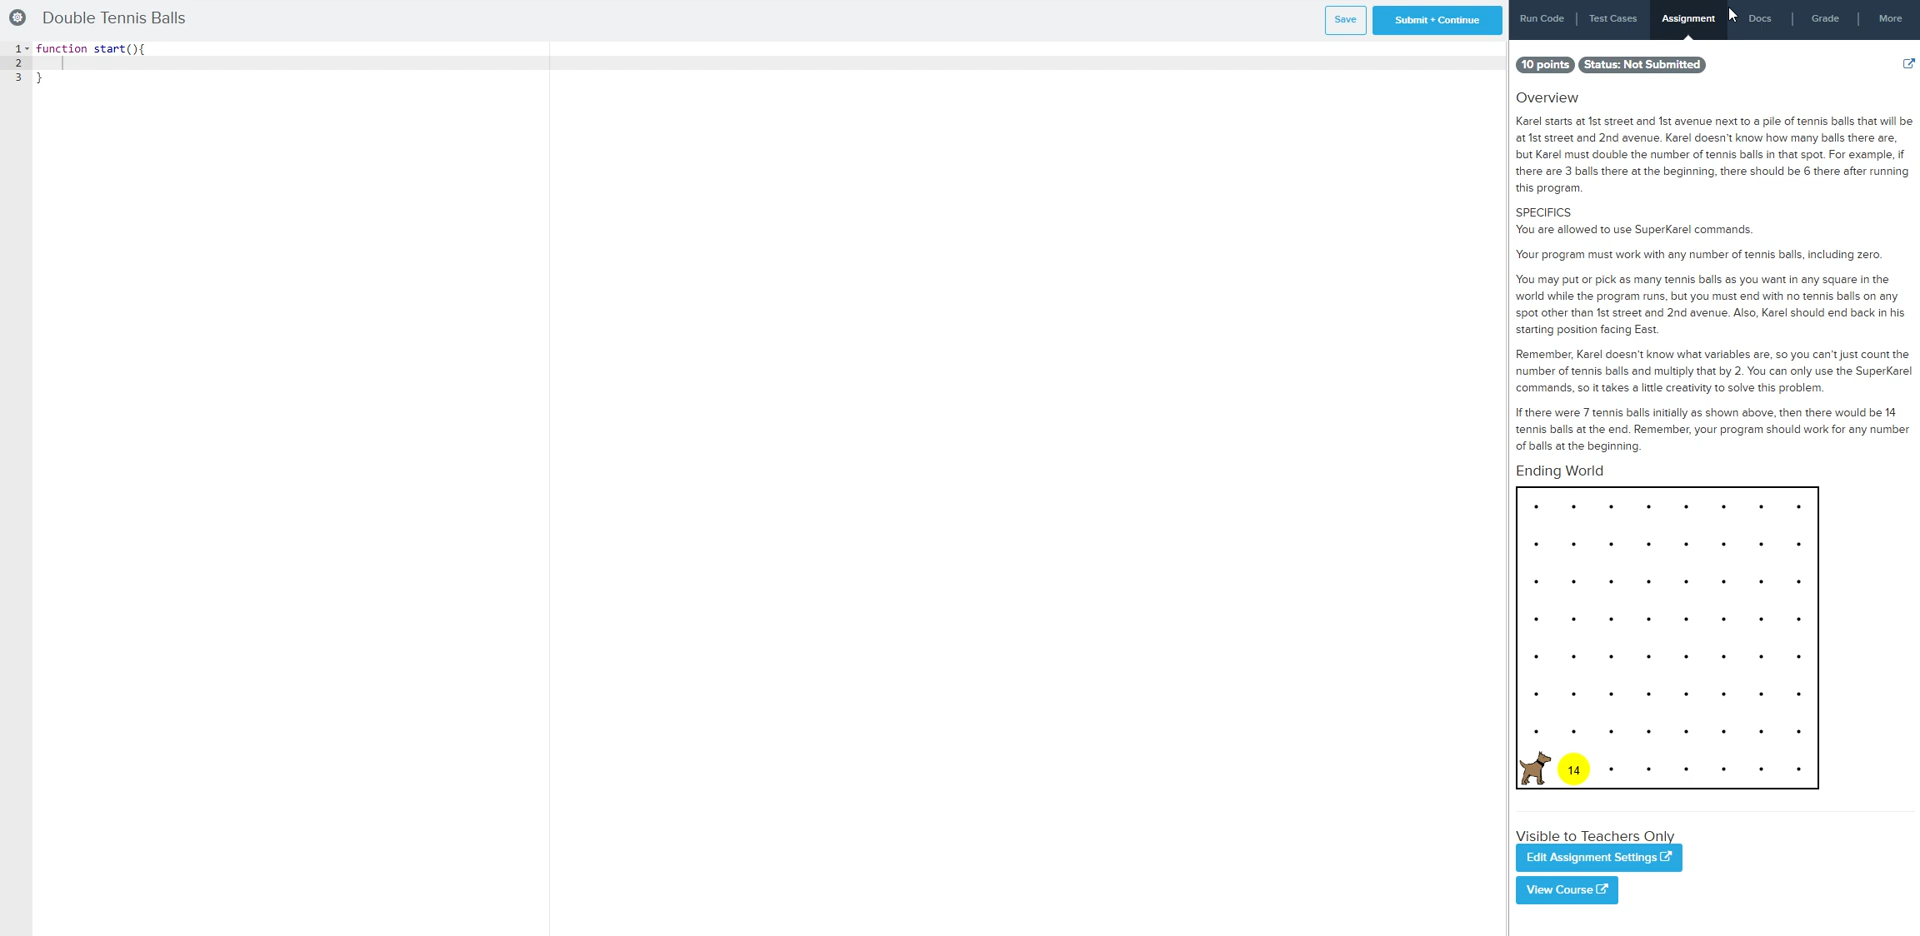 Double Tennis Balls
Save
Submit + Continue
Run Code
Test Cases
Assignment
Docs
Grade
More
1 function start(){
2
3 }
10 points
Status: Not Submitted
Overview
Karel starts at 1st street and 1st avenue next to a pile of tennis balls that will be
at 1st street and 2nd avenue. Karel doesn't know how many balls there are,
but Karel must double the number of tennis balls in that spot. For example, if
there are 3 balls there at the beginning, there should be 6 there after running
this program.
SPECIFICS
You are allowed to use SuperKarel commands.
Your program must work with any number of tennis balls, including zero.
You may put or pick as many tennis balls as you want in any square in the
world while the program runs, but you must end with no tennis balls on any
spot other than 1st street and 2nd avenue. Also, Karel should end back in his
starting position facing East.
Remember, Karel doesn't know what variables are, so you can't just count the
number of tennis balls and multiply that by 2. You can only use the SuperKarel
commands, so it takes a little creativity to solve this problem.
If there were 7 tennis balls initially as shown above, then there would be 14
tennis balls at the end. Remember, your program should work for any number
of balls at the beginning.
Ending World
14
Visible to Teachers Only
Edit Assignment Settings
View Course